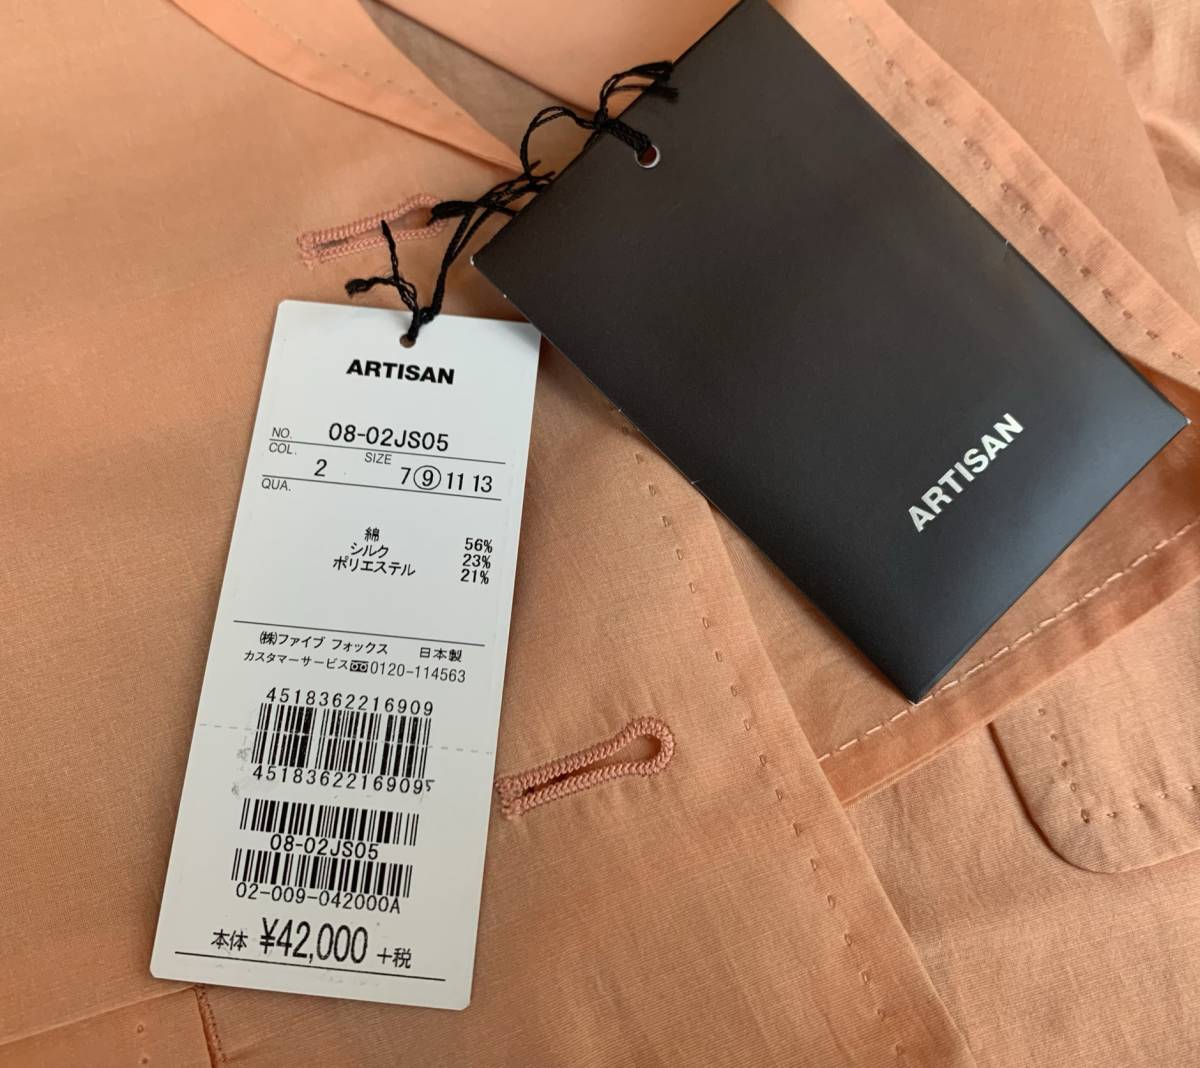 ARTISAN
NO. 08-02JS05
COL. 2 SIZE 7 ⑨ 11 13
QUA.
綿 56%
シルク 23%
ポリエステル 21%
㈱ファイブ フォックス 日本製
カスタマーサービス 0120-114563
4518362216909
45183622169095
08-02JS05
02-009-042000A
本体 ¥42,000 +税
ARTISAN